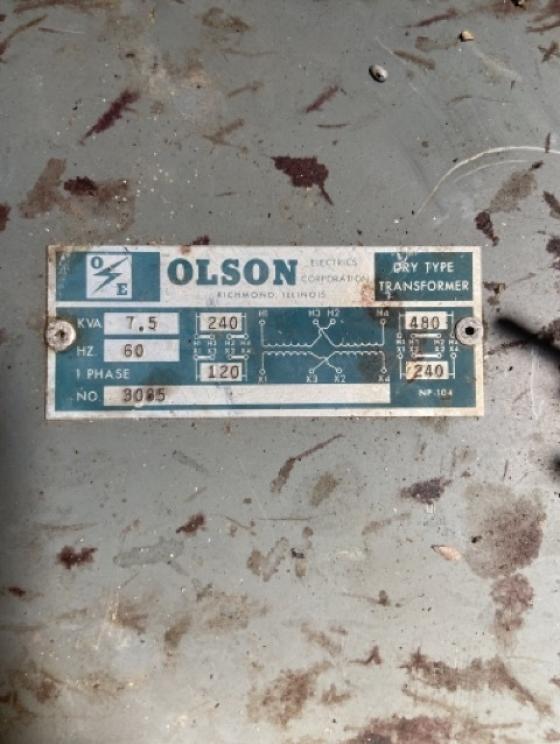 O E
OLSON ELECTRICS CORPORATION
RICHMOND, ILLINOIS
DRY TYPE
TRANSFORMER
KVA 7.5 240 H1 H3 H2 H4 480
HZ. 60
1 PHASE 120 X1 X3 X2 X4 240
NO. 3085 NP-104